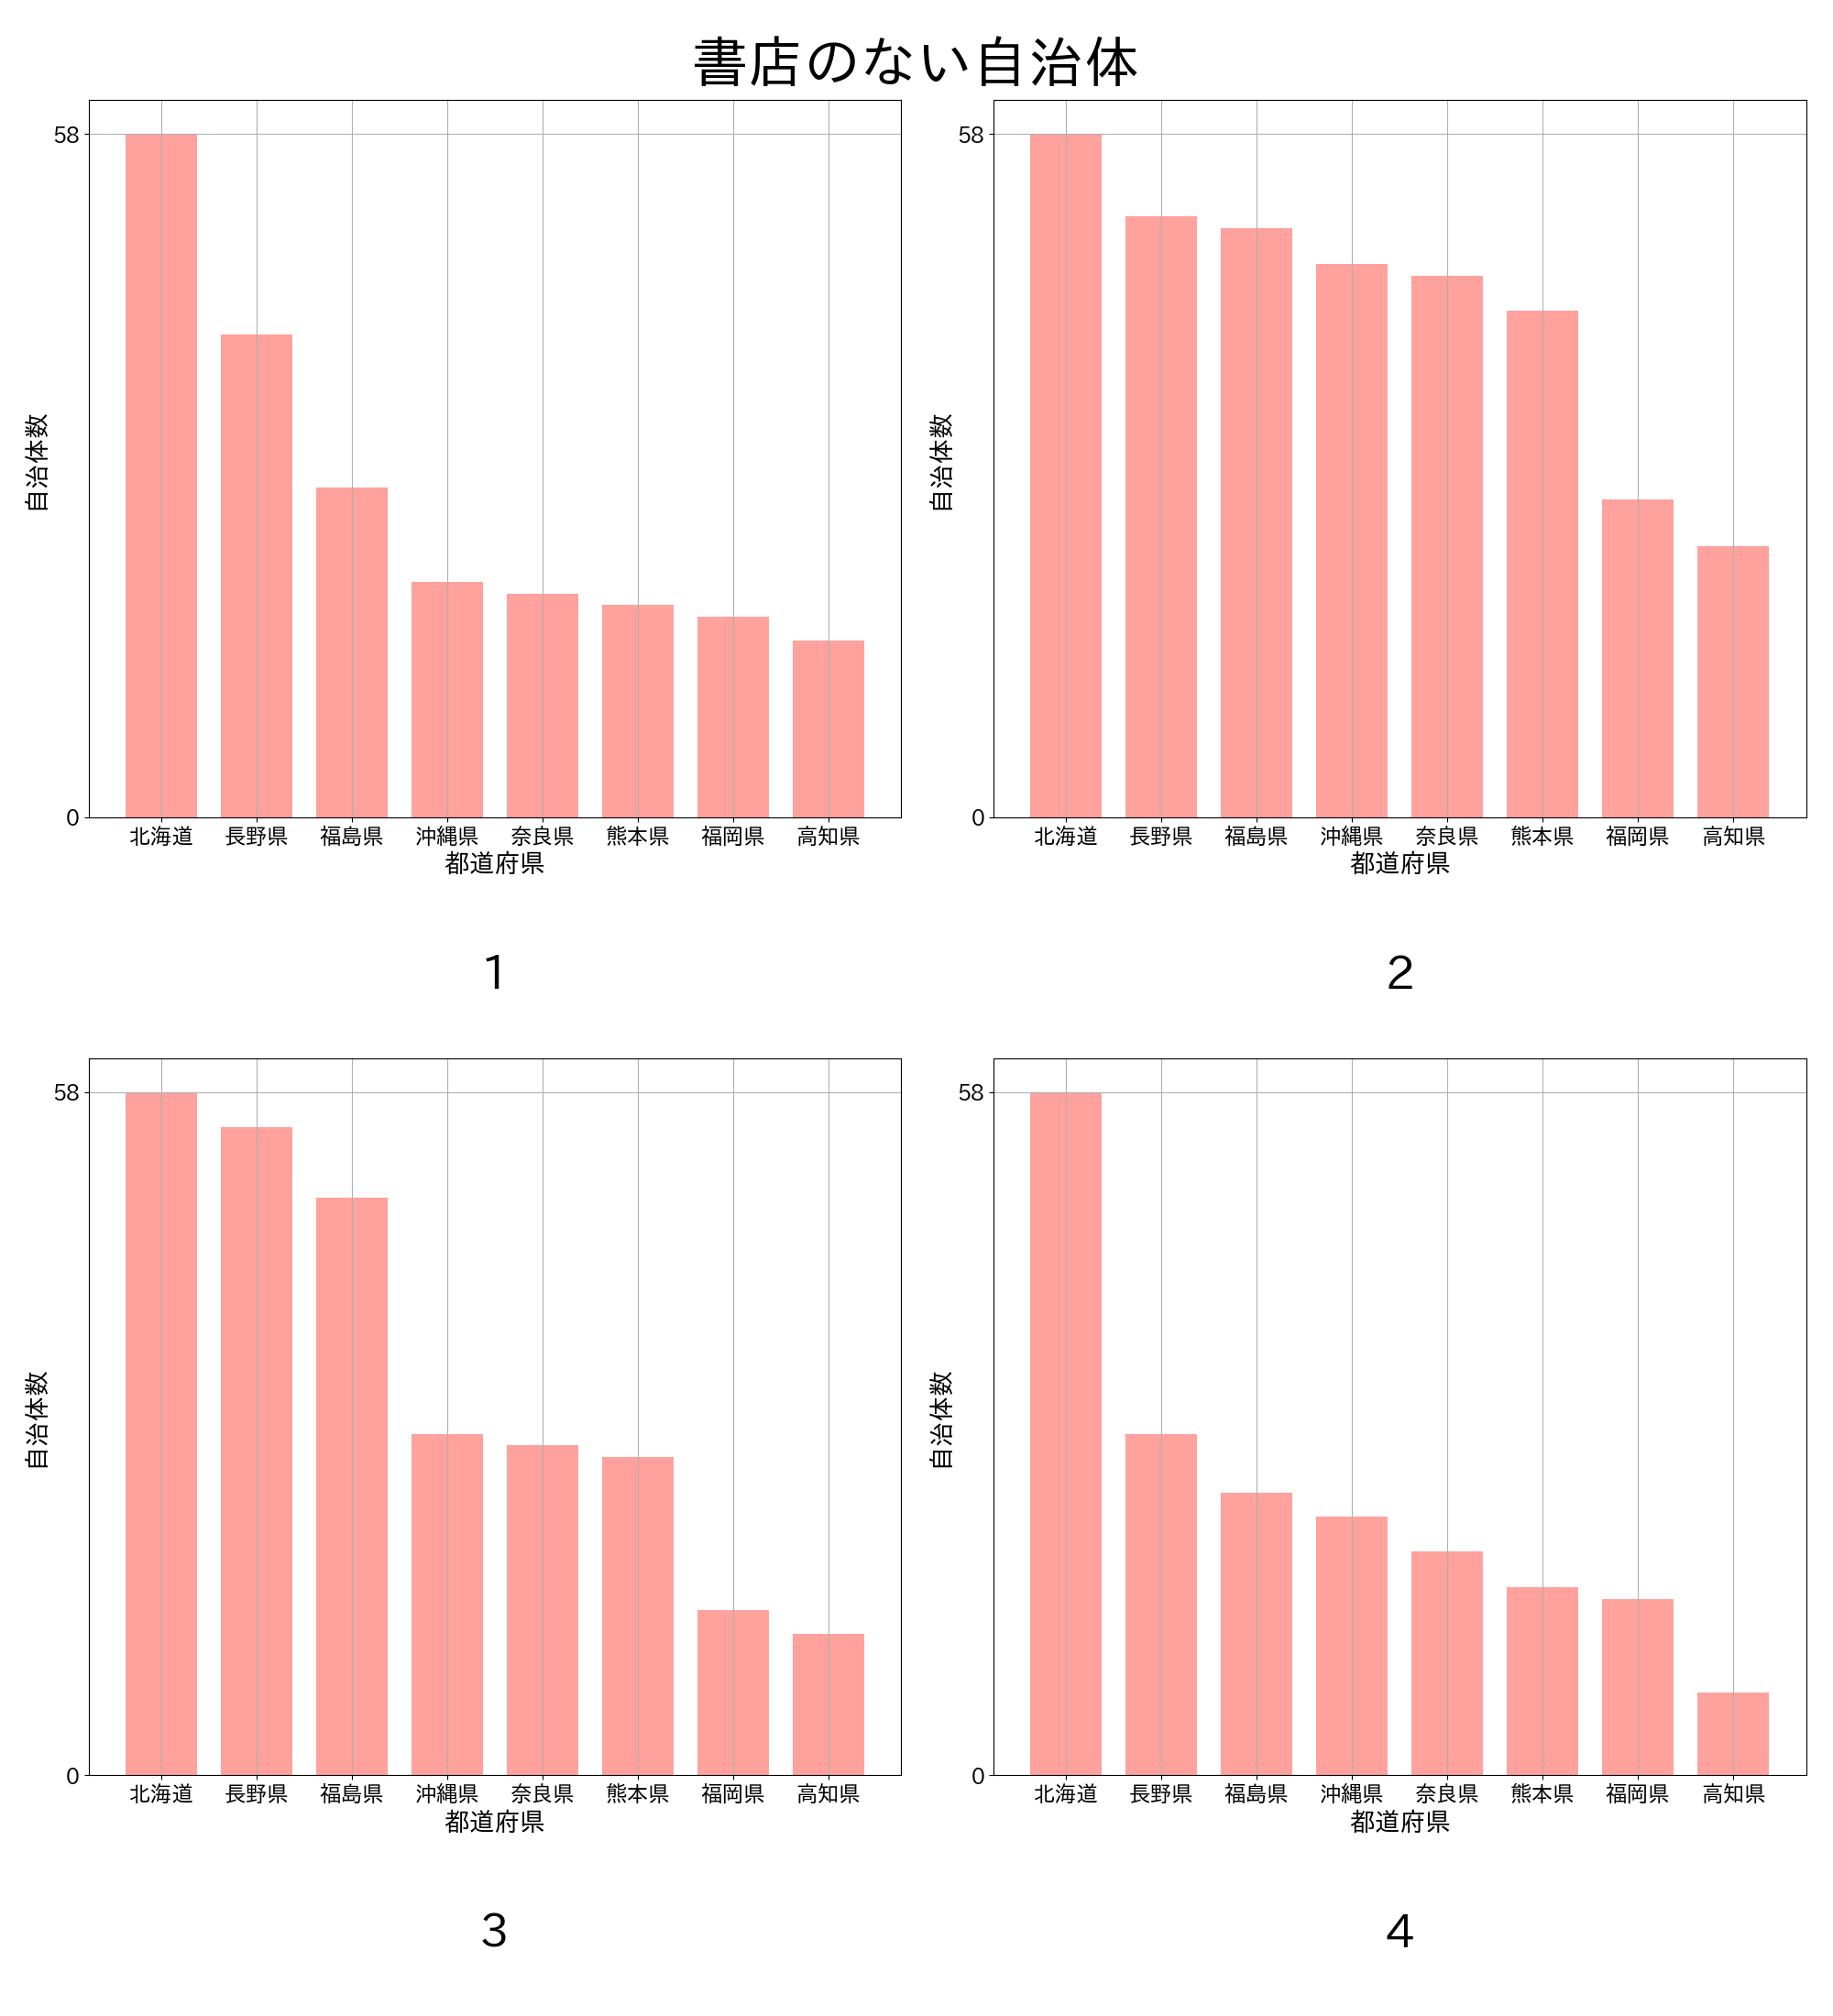 書店のない自治体
58
0
自治体数
北海道 長野県 福島県 沖縄県 奈良県 熊本県 福岡県 高知県
都道府県
1
58
0
自治体数
北海道 長野県 福島県 沖縄県 奈良県 熊本県 福岡県 高知県
都道府県
2
58
0
自治体数
北海道 長野県 福島県 沖縄県 奈良県 熊本県 福岡県 高知県
都道府県
3
58
0
自治体数
北海道 長野県 福島県 沖縄県 奈良県 熊本県 福岡県 高知県
都道府県
4